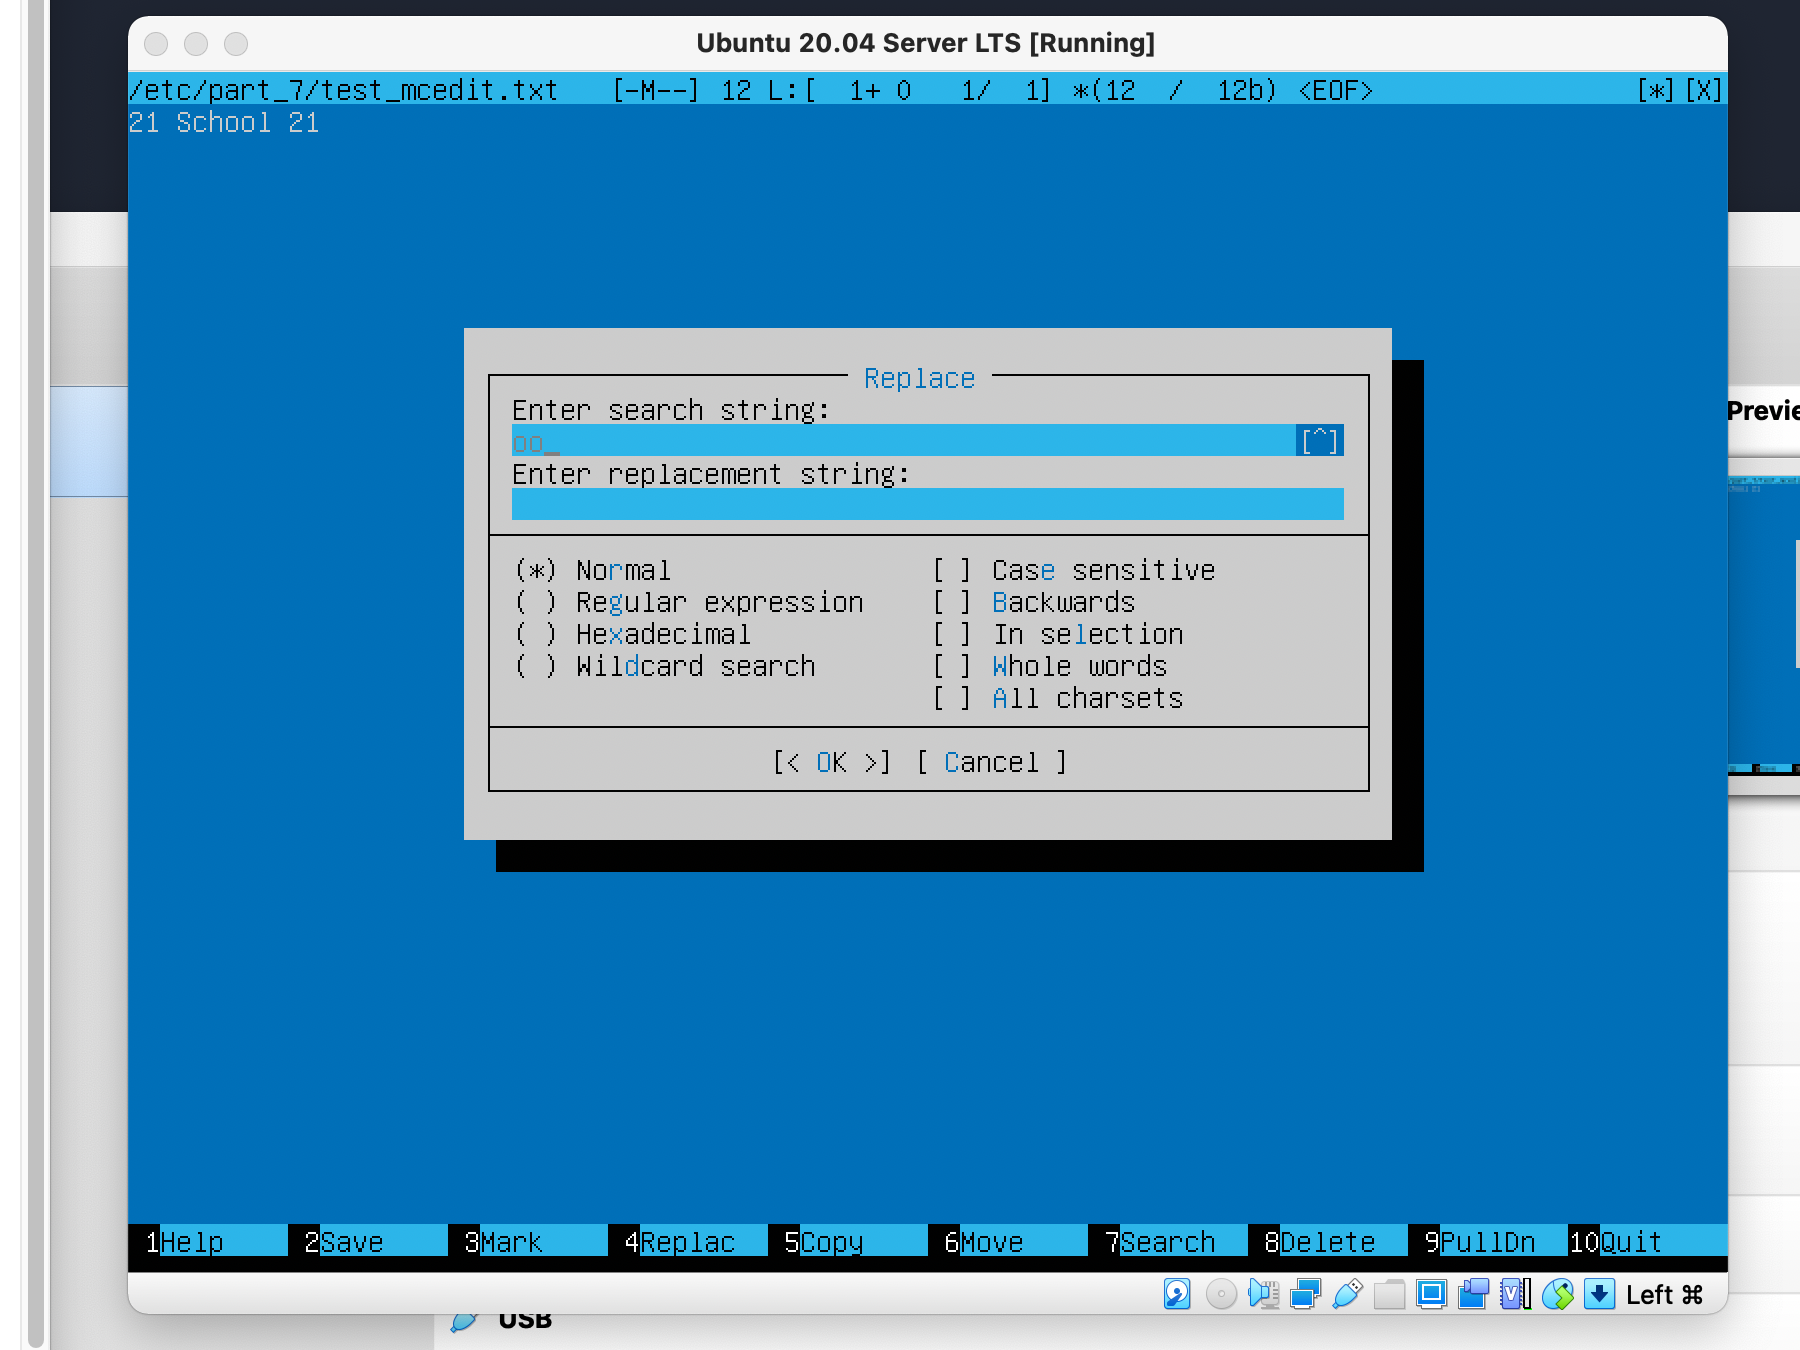 Ubuntu 20.04 Server LTS [Running]
/etc/part_7/test_mcedit.txt [-M--] 12 L:[ 1+ 0 1/ 1] *(12 / 12b) <EOF> [*][X]
21 School 21
Replace
Enter search string:
oo_ [^]
Enter replacement string:
(*) Normal [ ] Case sensitive
( ) Regular expression [ ] Backwards
( ) Hexadecimal [ ] In selection
( ) Wildcard search [ ] Whole words
[ ] All charsets
[< OK >] [ Cancel ]
Previe
1Help 2Save 3Mark 4Replac 5Copy 6Move 7Search 8Delete 9PullDn 10Quit
Left ⌘
USB